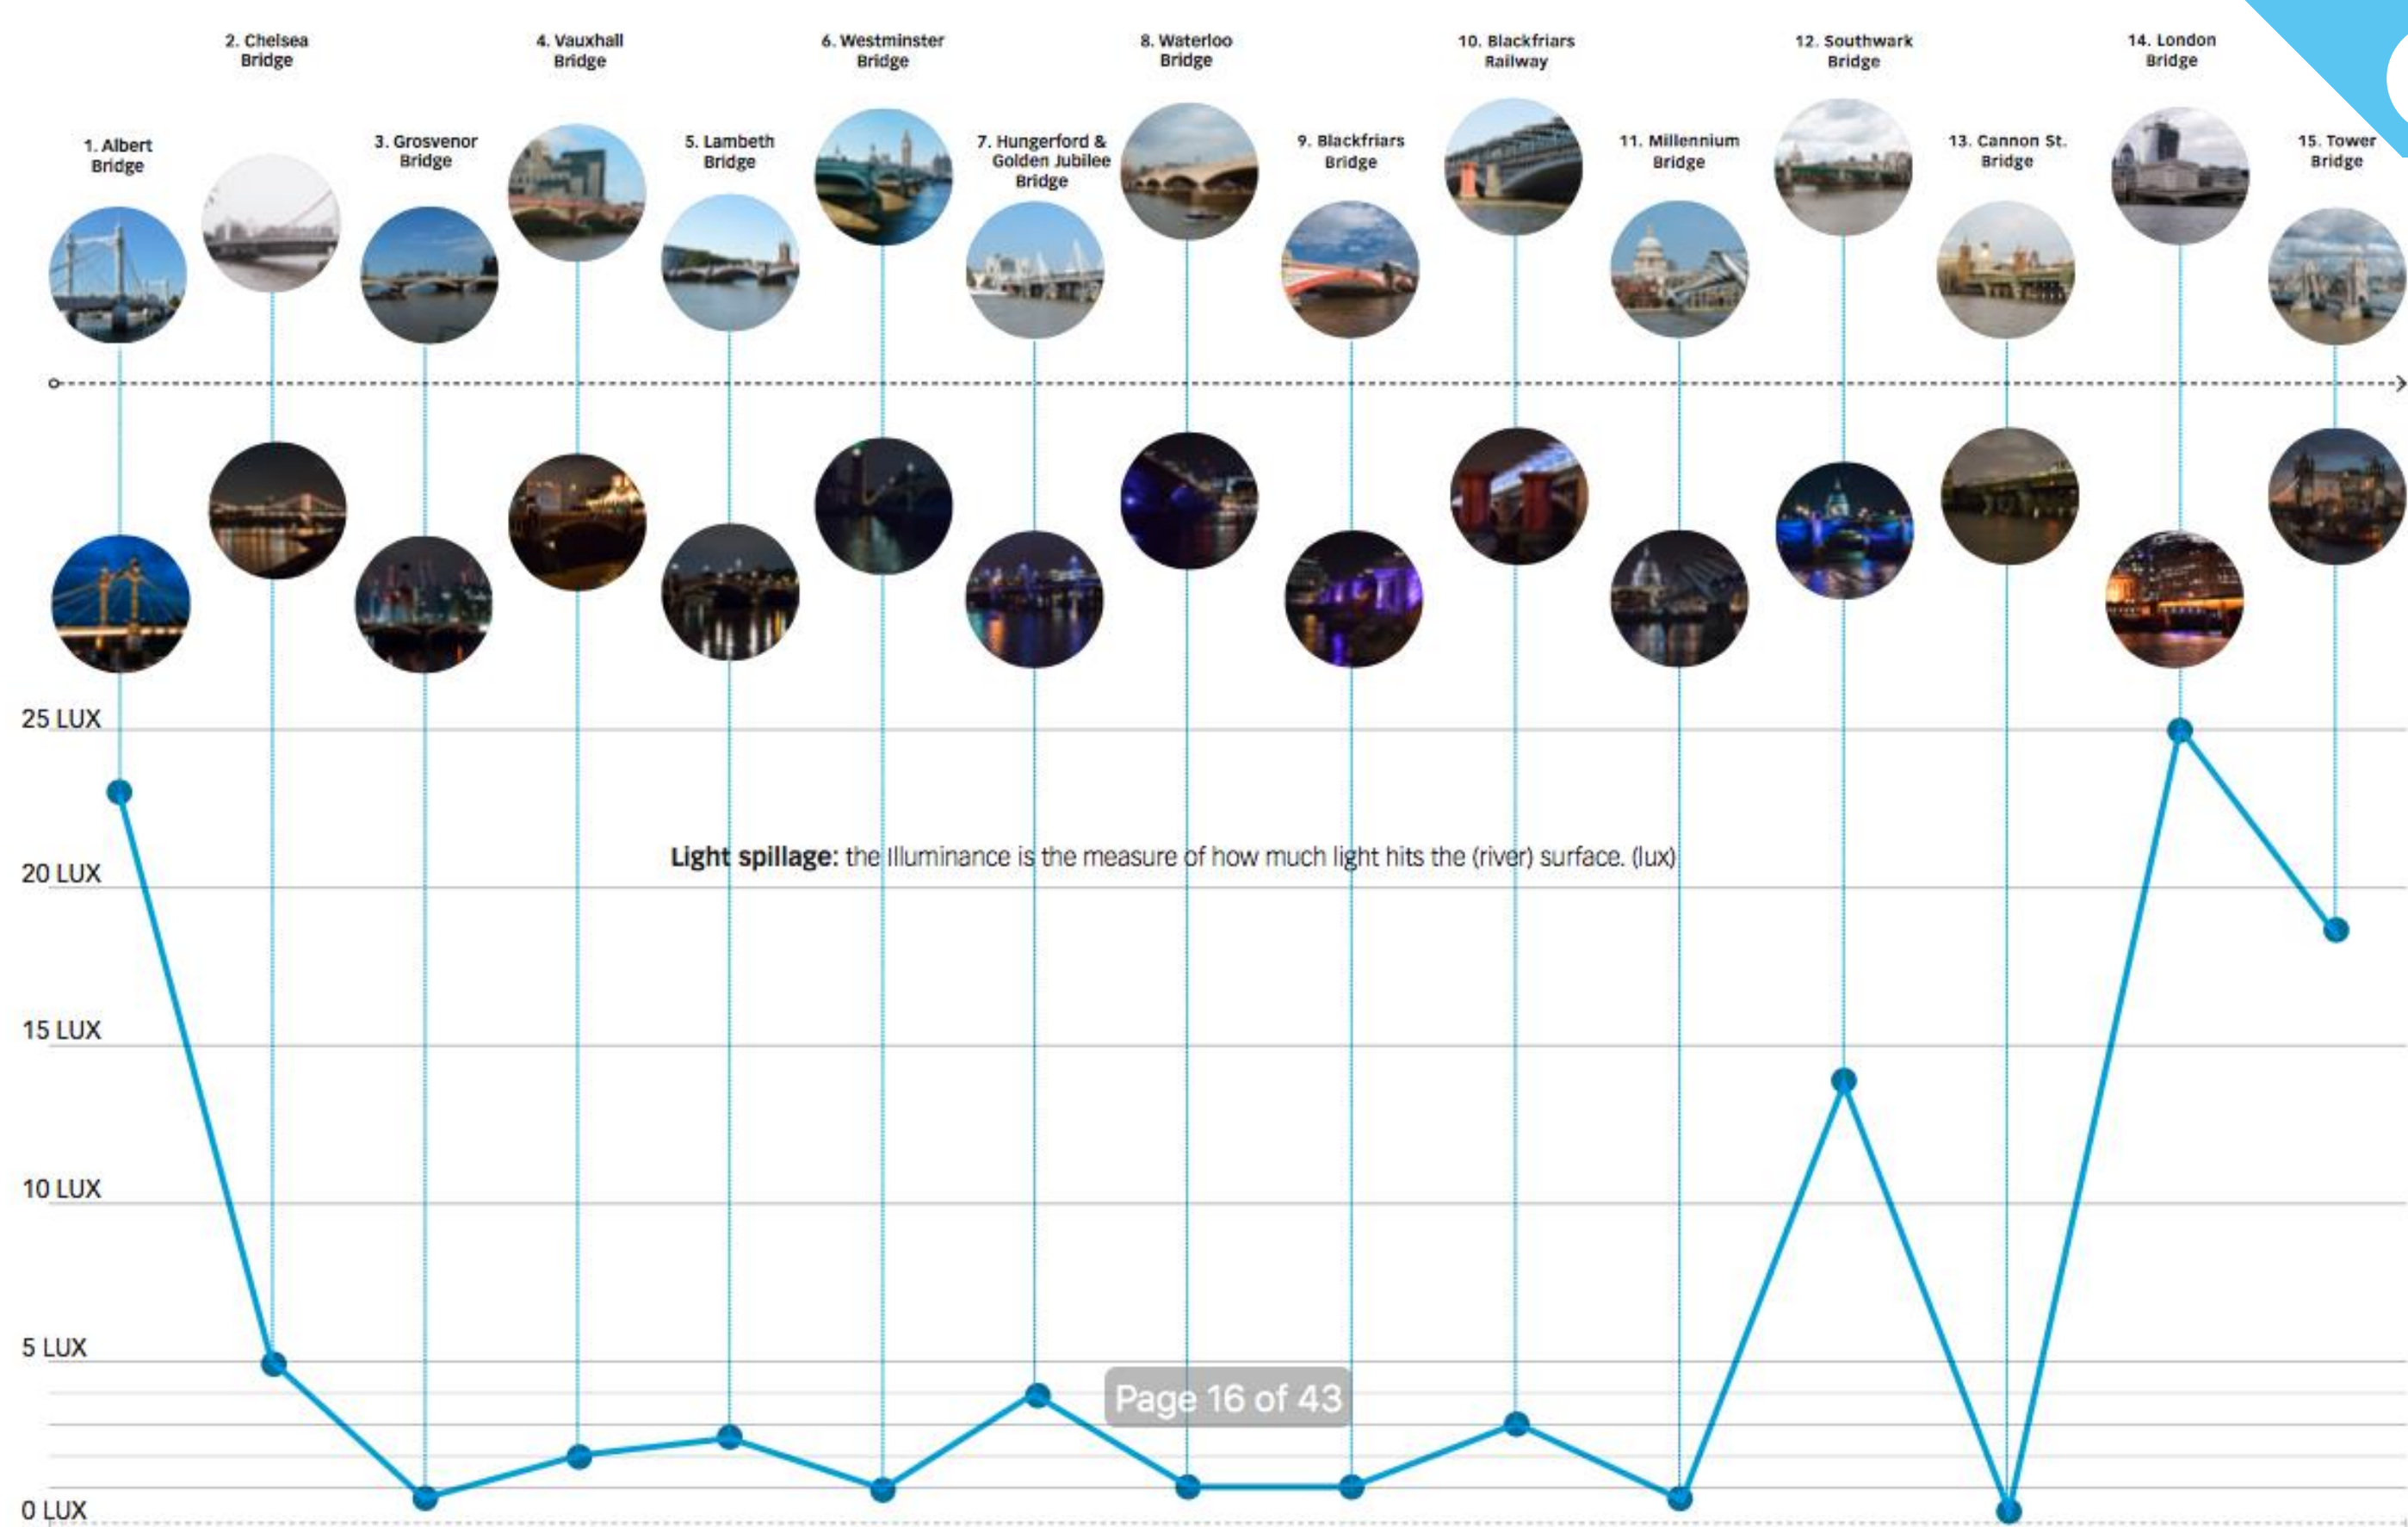 2. Chelsea
Bridge
4. Vauxhall
Bridge
6. Westminster
Bridge
8. Waterloo
Bridge
10. Blackfriars
Railway
12. Southwark
Bridge
14. London
Bridge
1. Albert
Bridge
3. Grosvenor
Bridge
5. Lambeth
Bridge
7. Hungerford &
Golden Jubilee
Bridge
9. Blackfriars
Bridge
11. Millennium
Bridge
13. Cannon St.
Bridge
15. Tower
Bridge
25 LUX
Light spillage: the Illuminance is the measure of how much light hits the (river) surface. (lux)
20 LUX
15 LUX
10 LUX
5 LUX
Page 16 of 43
0 LUX